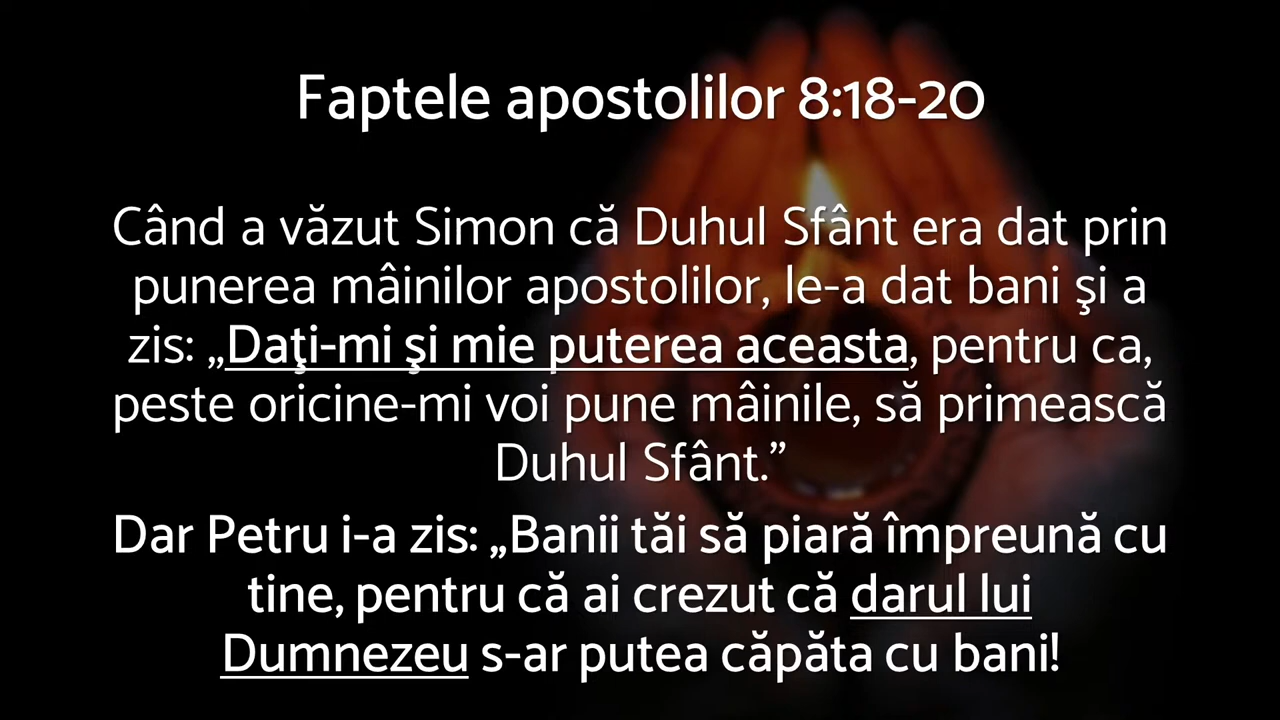 Faptele apostolilor 8:18-20
Când a văzut Simon că Duhul Sfânt era dat prin
punerea mâinilor apostolilor, le-a dat bani şi a
zis: „Daţi-mi şi mie puterea aceasta, pentru ca,
peste oricine-mi voi pune mâinile, să primească
Duhul Sfânt.”
Dar Petru i-a zis: „Banii tăi să piară împreună cu
tine, pentru că ai crezut că darul lui
Dumnezeu s-ar putea căpăta cu bani!